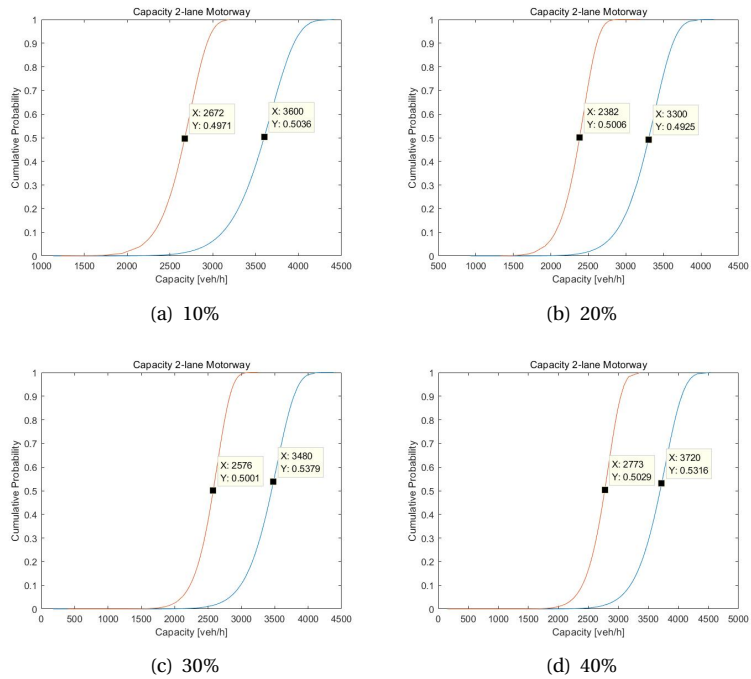 Capacity 2-lane Motorway
1
0.9
0.8
0.7
0.6
0.5
0.4
0.3
0.2
0.1
0
Cumulative Probability
X: 2672
Y: 0.4971
X: 3600
Y: 0.5036
1000 1500 2000 2500 3000 3500 4000 4500
Capacity [veh/h]
(a) 10%
Capacity 2-lane Motorway
1
0.9
0.8
0.7
0.6
0.5
0.4
0.3
0.2
0.1
0
Cumulative Probability
X: 2382
Y: 0.5006
X: 3300
Y: 0.4925
500 1000 1500 2000 2500 3000 3500 4000 4500
Capacity [veh/h]
(b) 20%
Capacity 2-lane Motorway
1
0.9
0.8
0.7
0.6
0.5
0.4
0.3
0.2
0.1
0
Cumulative Probability
X: 2576
Y: 0.5001
X: 3480
Y: 0.5379
0 500 1000 1500 2000 2500 3000 3500 4000 4500
Capacity [veh/h]
(c) 30%
Capacity 2-lane Motorway
1
0.9
0.8
0.7
0.6
0.5
0.4
0.3
0.2
0.1
0
Cumulative Probability
X: 2773
Y: 0.5029
X: 3720
Y: 0.5316
0 500 1000 1500 2000 2500 3000 3500 4000 4500 5000
Capacity [veh/h]
(d) 40%